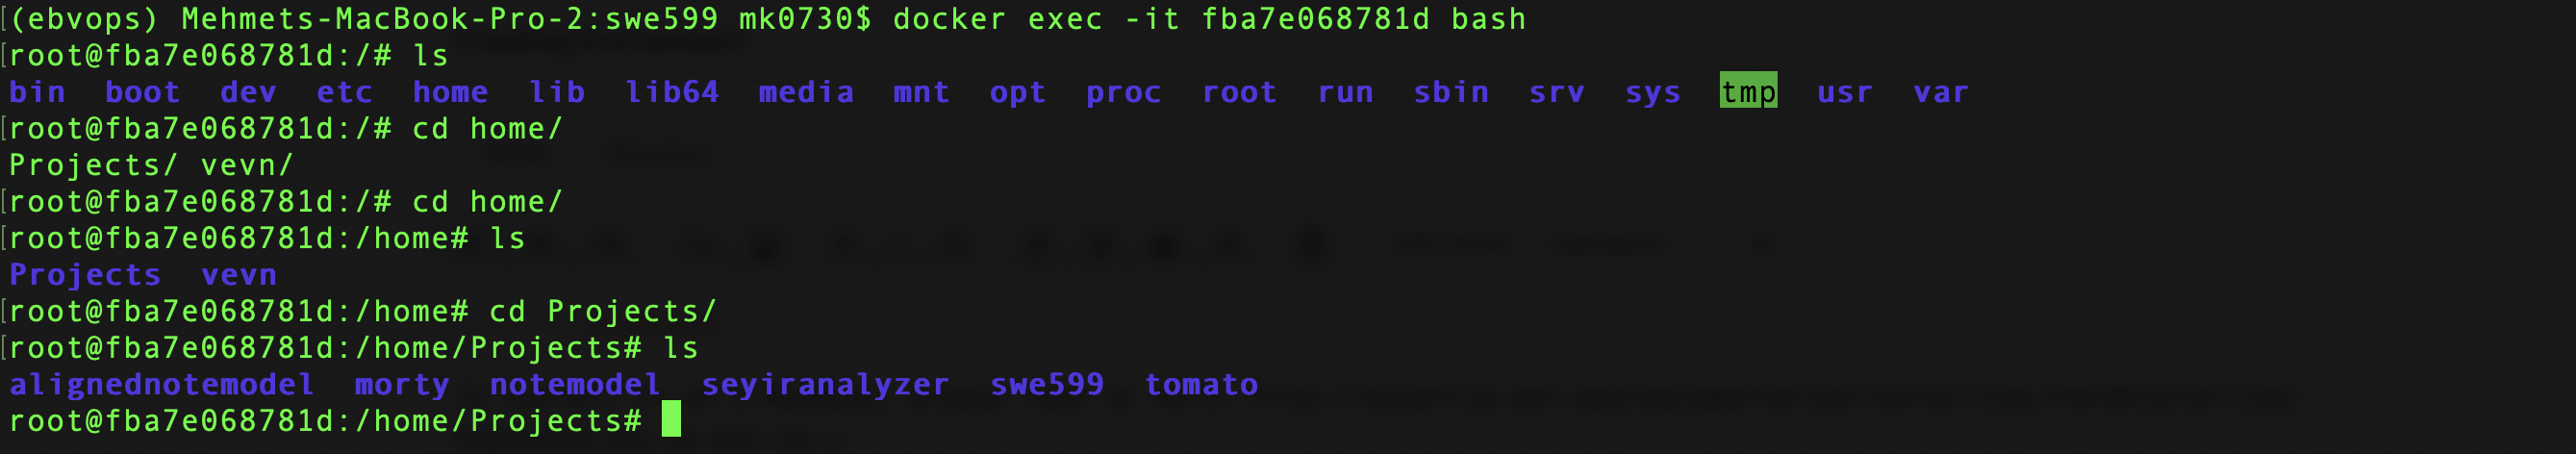 (ebvops) Mehmets-MacBook-Pro-2:swe599 mk0730$ docker exec -it fba7e068781d bash
[root@fba7e068781d:/# ls
bin  boot  dev  etc  home  lib  lib64  media  mnt  opt  proc  root  run  sbin  srv  sys  tmp  usr  var
[root@fba7e068781d:/# cd home/
Projects/ vevn/
[root@fba7e068781d:/# cd home/
[root@fba7e068781d:/home# ls
Projects  vevn
[root@fba7e068781d:/home# cd Projects/
[root@fba7e068781d:/home/Projects# ls
alignednotemodel  morty  notemodel  seyiranalyzer  swe599  tomato
root@fba7e068781d:/home/Projects#